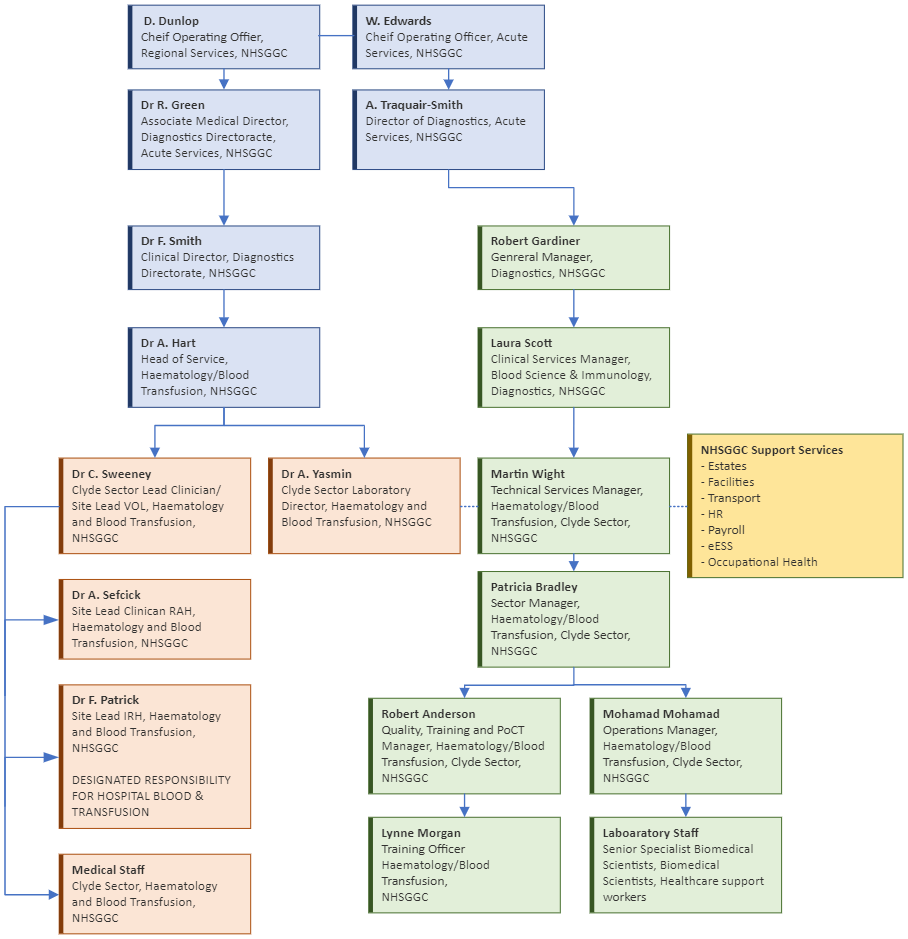 D. Dunlop
Cheif Operating Offier,
Regional Services, NHSGGC
W. Edwards
Cheif Operating Officer, Acute
Services, NHSGGC
Dr R. Green
Associate Medical Director,
Diagnostics Directoracte,
Acute Services, NHSGGC
A. Traquair-Smith
Director of Diagnostics, Acute
Services, NHSGGC
Dr F. Smith
Clinical Director, Diagnostics
Directorate, NHSGGC
Robert Gardiner
Genreral Manager,
Diagnostics, NHSGGC
Dr A. Hart
Head of Service,
Haematology/Blood
Transfusion, NHSGGC
Laura Scott
Clinical Services Manager,
Blood Science & Immunology,
Diagnostics, NHSGGC
Dr C. Sweeney
Clyde Sector Lead Clinician/
Site Lead VOL, Haematology
and Blood Transfusion,
NHSGGC
Dr A. Yasmin
Clyde Sector Laboratory
Director, Haematology and
Blood Transfusion, NHSGGC
Martin Wight
Technical Services Manager,
Haematology/Blood
Transfusion, Clyde Sector,
NHSGGC
NHSGGC Support Services
- Estates
- Facilities
- Transport
- HR
- Payroll
- eESS
- Occupational Health
Dr A. Sefcick
Site Lead Clinican RAH,
Haematology and Blood
Transfusion, NHSGGC
Patricia Bradley
Sector Manager,
Haematology/Blood
Transfusion, Clyde Sector,
NHSGGC
Dr F. Patrick
Site Lead IRH, Haematology
and Blood Transfusion,
NHSGGC
DESIGNATED RESPONSIBILITY
FOR HOSPITAL BLOOD &
TRANSFUSION
Robert Anderson
Quality, Training and PoCT
Manager, Haematology/Blood
Transfusion, Clyde Sector,
NHSGGC
Mohamad Mohamad
Operations Manager,
Haematology/Blood
Transfusion, Clyde Sector,
NHSGGC
Medical Staff
Clyde Sector, Haematology
and Blood Transfusion,
NHSGGC
Lynne Morgan
Training Officer
Haematology/Blood
Transfusion,
NHSGGC
Laboaratory Staff
Senior Specialist Biomedical
Scientists, Biomedical
Scientists, Healthcare support
workers